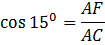 cos 15⁰ = AF/AC